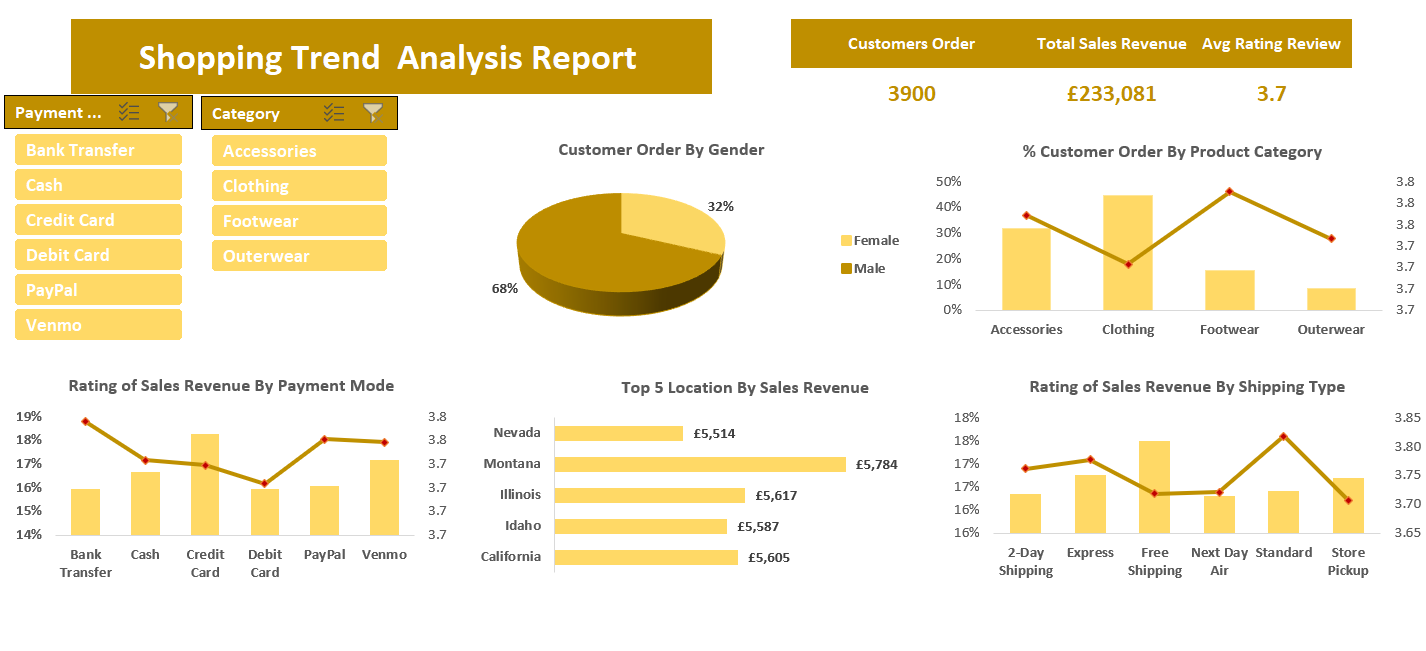 Shopping Trend  Analysis Report
Customers Order Total Sales Revenue Avg Rating Review
3900 £233,081 3.7
Payment ...
Bank Transfer
Cash
Credit Card
Debit Card
PayPal
Venmo
Category
Accessories
Clothing
Footwear
Outerwear
Customer Order By Gender
32%
68%
Female
Male
% Customer Order By Product Category
50%
40%
30%
20%
10%
0%
3.8
3.8
3.8
3.7
3.7
3.7
3.7
Accessories Clothing Footwear Outerwear
Rating of Sales Revenue By Payment Mode
19%
18%
17%
16%
15%
14%
3.8
3.8
3.7
3.7
3.7
3.7
Bank Cash Credit Debit PayPal Venmo
Transfer Card Card
Top 5 Location By Sales Revenue
Nevada £5,514
Montana £5,784
Illinois £5,617
Idaho £5,587
California £5,605
Rating of Sales Revenue By Shipping Type
18%
18%
17%
17%
16%
16%
3.85
3.80
3.75
3.70
3.65
2-Day Express Free Next Day Standard Store
Shipping Shipping Air Pickup